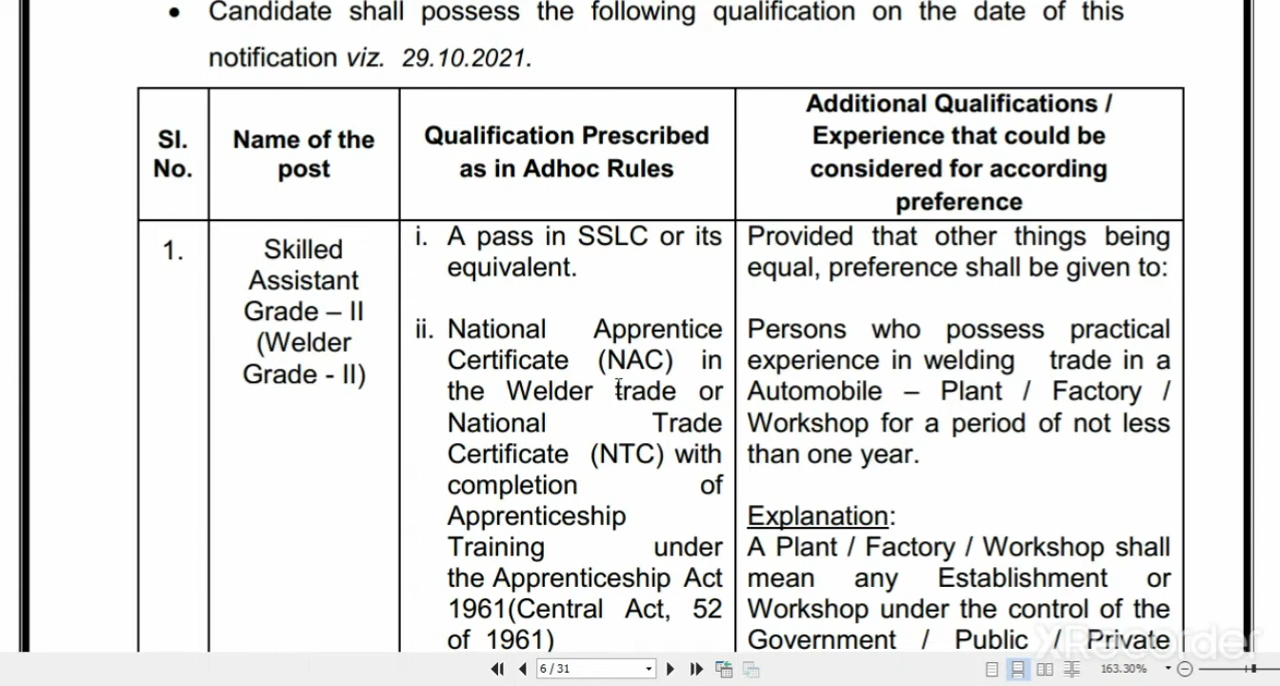 • Candidate shall possess the following qualification on the date of this
notification viz. 29.10.2021.
Sl.
No.
Name of the
post
Qualification Prescribed
as in Adhoc Rules
Additional Qualifications /
Experience that could be
considered for according
preference
1.
Skilled
Assistant
Grade – II
(Welder
Grade - II)
i. A pass in SSLC or its
equivalent.
ii. National Apprentice
Certificate (NAC) in
the Welder trade or
National Trade
Certificate (NTC) with
completion of
Apprenticeship
Training under
the Apprenticeship Act
1961(Central Act, 52
of 1961)
Provided that other things being
equal, preference shall be given to:
Persons who possess practical
experience in welding trade in a
Automobile – Plant / Factory /
Workshop for a period of not less
than one year.
Explanation:
A Plant / Factory / Workshop shall
mean any Establishment or
Workshop under the control of the
Government / Public / Private
XRecorder
6 / 31
163.30%